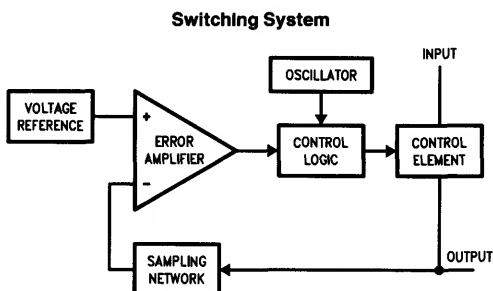 Switching System
INPUT
OSCILLATOR
VOLTAGE
REFERENCE
+
ERROR
AMPLIFIER
−
CONTROL
LOGIC
CONTROL
ELEMENT
SAMPLING
NETWORK
OUTPUT